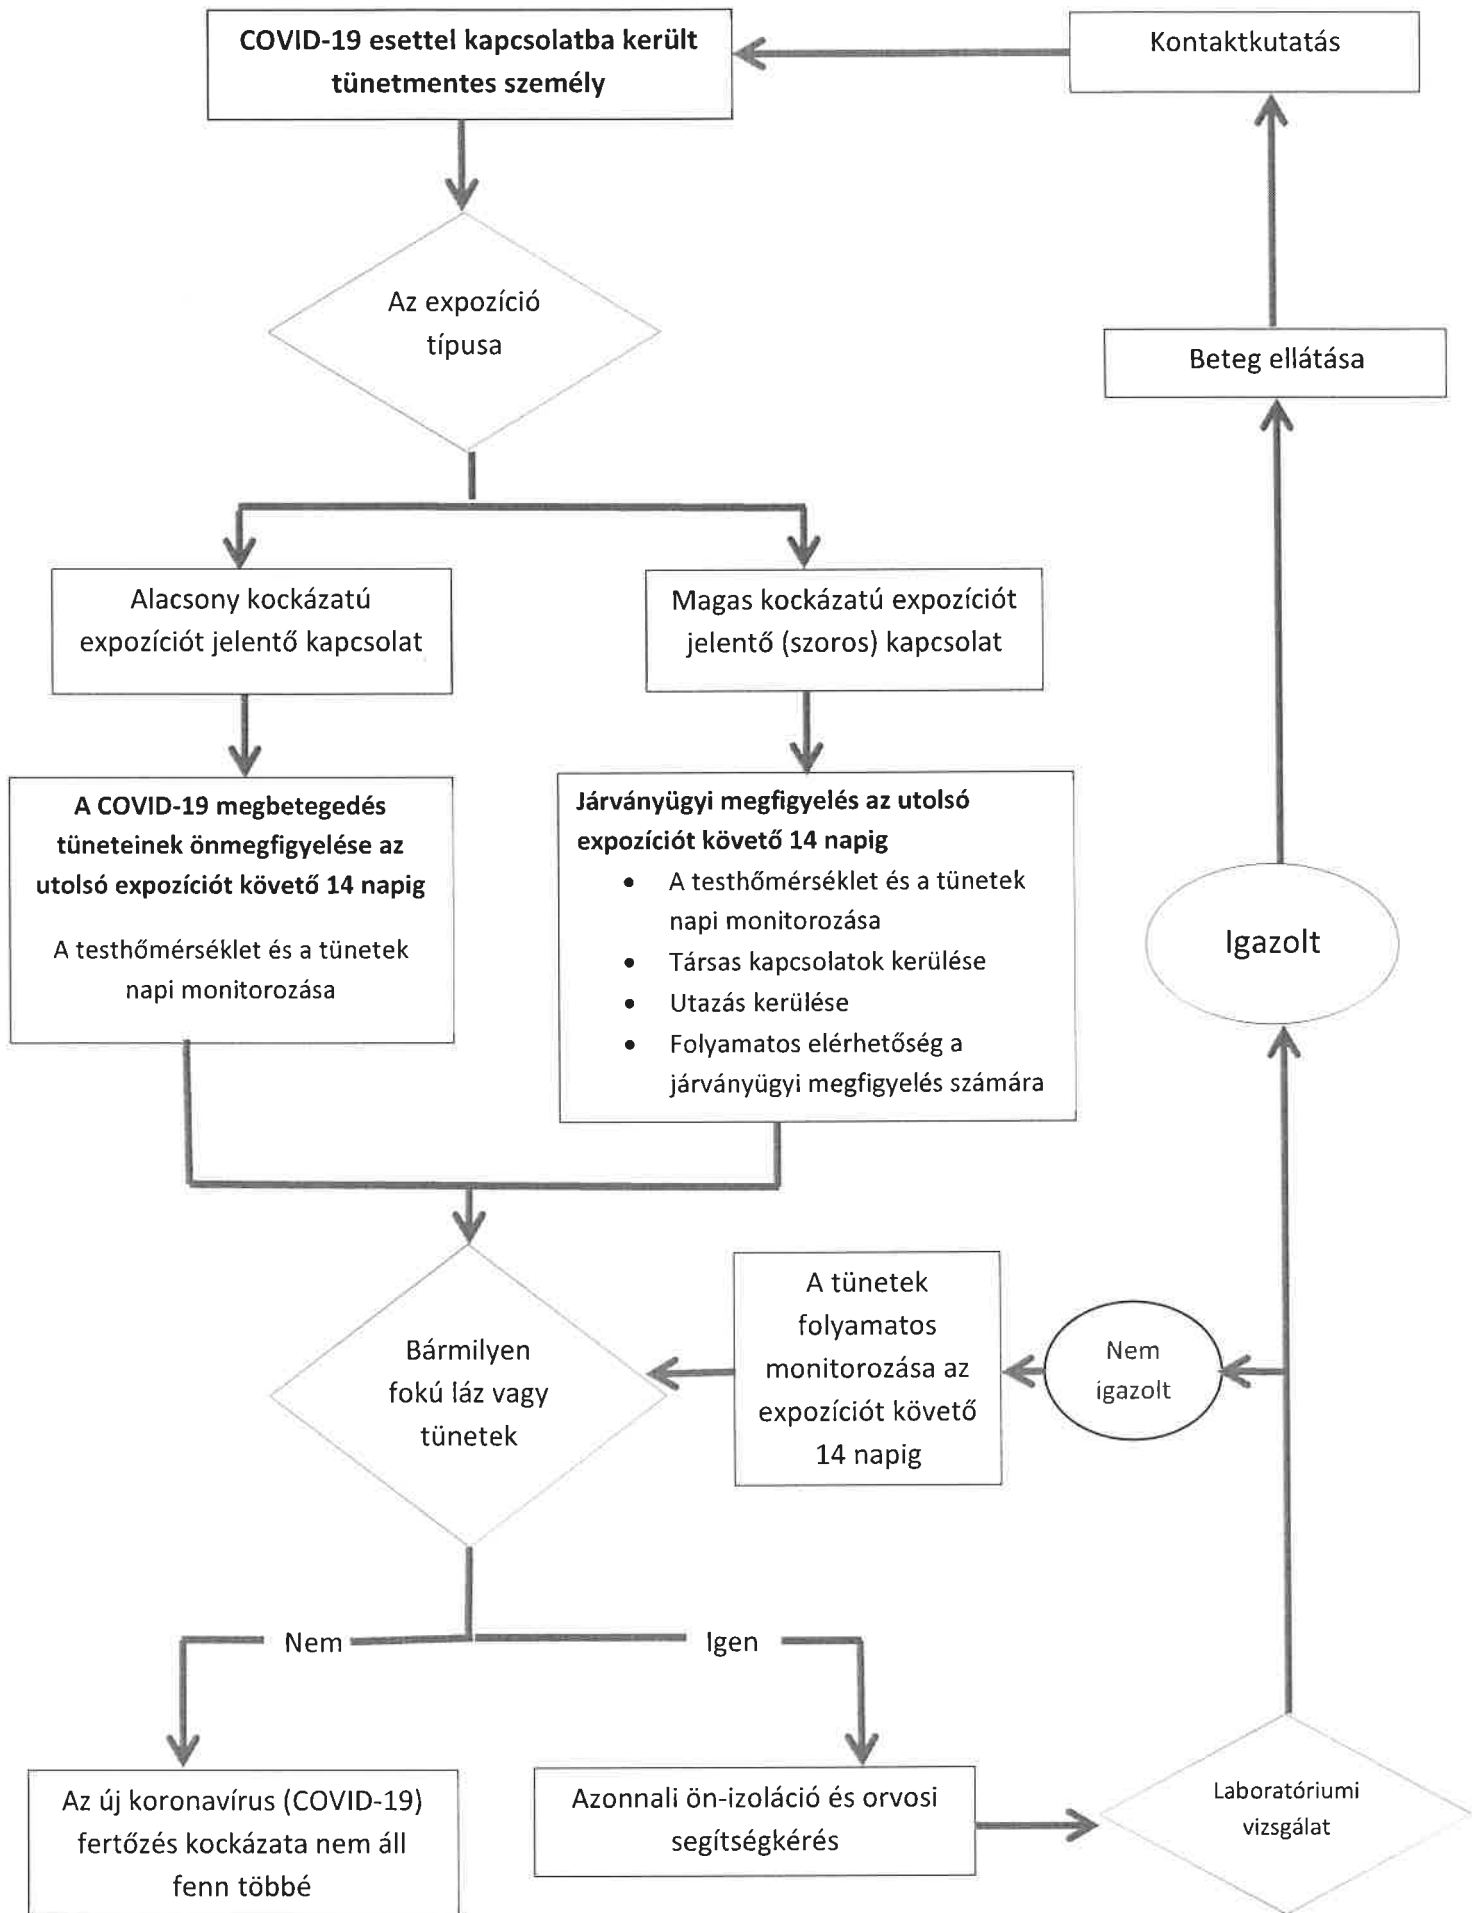 COVID-19 esettel kapcsolatba került
tünetmentes személy
Kontaktkutatás
Az expozíció
típusa
Beteg ellátása
Alacsony kockázatú
expozíciót jelentő kapcsolat
Magas kockázatú expozíciót
jelentő (szoros) kapcsolat
A COVID-19 megbetegedés
tüneteinek önmegfigyelése az
utolsó expozíciót követő 14 napig
A testhőmérséklet és a tünetek
napi monitorozása
Járványügyi megfigyelés az utolsó
expozíciót követő 14 napig
• A testhőmérséklet és a tünetek
napi monitorozása
• Társas kapcsolatok kerülése
• Utazás kerülése
• Folyamatos elérhetőség a
járványügyi megfigyelés számára
Igazolt
Bármilyen
fokú láz vagy
tünetek
A tünetek
folyamatos
monitorozása az
expozíciót követő
14 napig
Nem
igazolt
Nem
Igen
Az új koronavírus (COVID-19)
fertőzés kockázata nem áll
fenn többé
Azonnali ön-izoláció és orvosi
segítségkérés
Laboratóriumi
vizsgálat